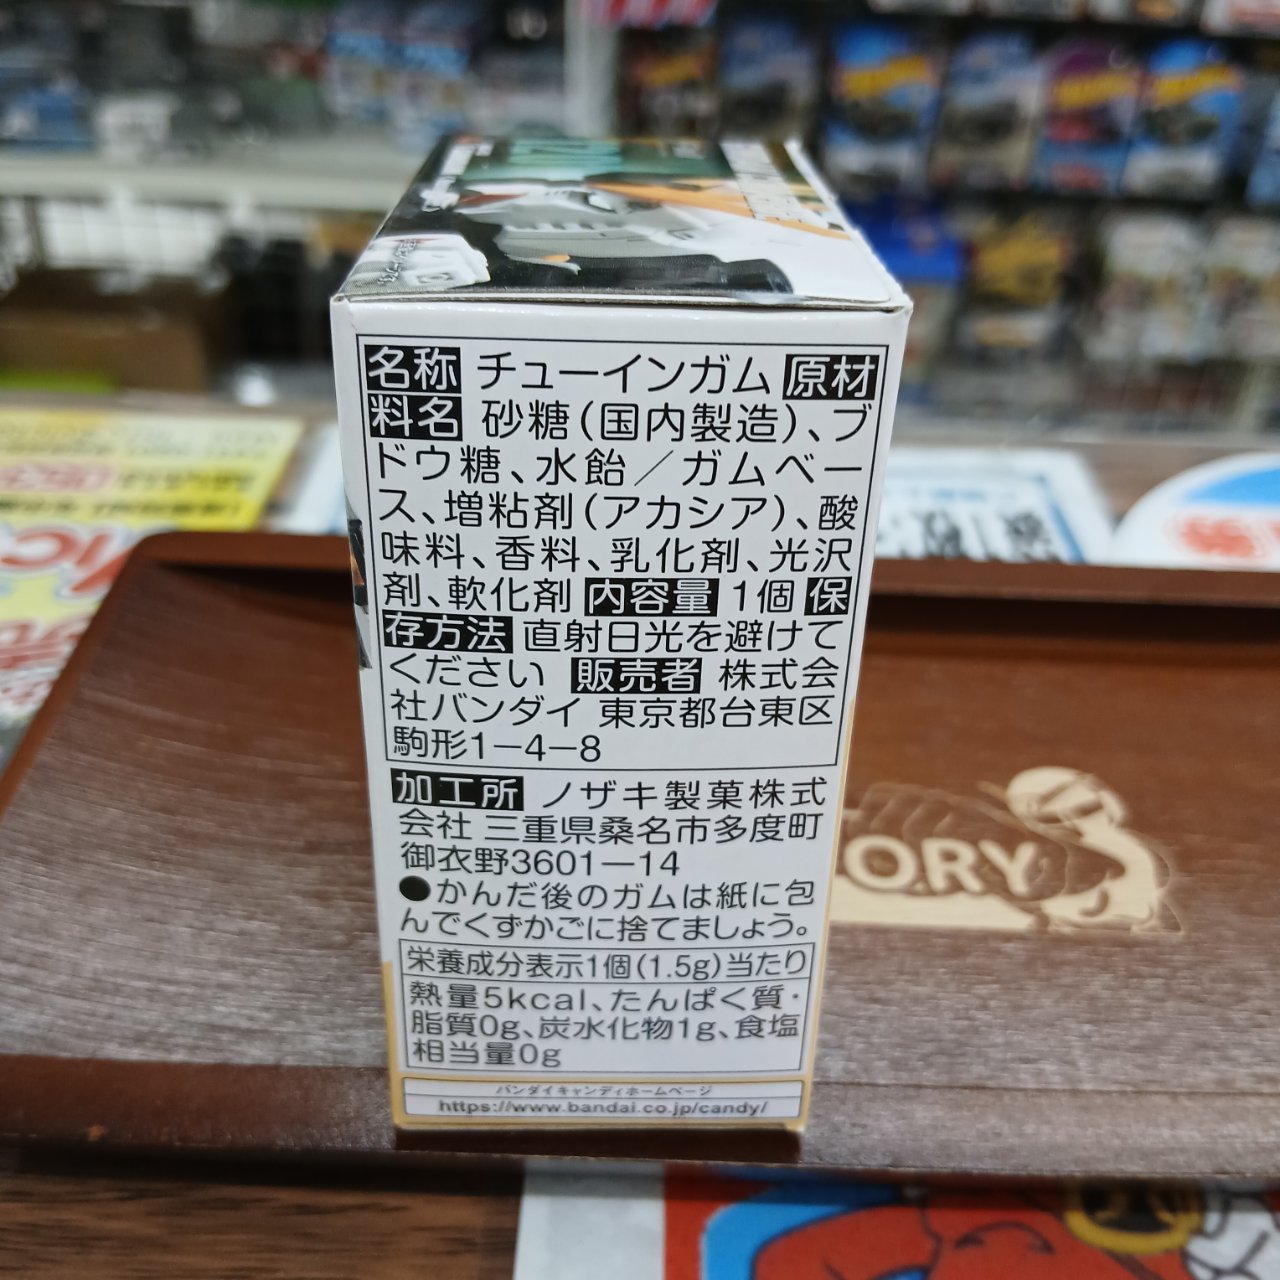 名称 チューインガム 原材
料名 砂糖(国内製造)、ブ
ドウ糖、水飴／ガムベー
ス、増粘剤(アカシア)、酸
味料、香料、乳化剤、光沢
剤、軟化剤 内容量 1個 保
存方法 直射日光を避けて
ください 販売者 株式会
社バンダイ 東京都台東区
駒形1-4-8
加工所 ノザキ製菓株式
会社 三重県桑名市多度町
御衣野3601-14
●かんだ後のガムは紙に包
んでくずかごに捨てましょう。
栄養成分表示1個(1.5g)当たり
熱量5kcal、たんぱく質・
脂質0g、炭水化物1g、食塩
相当量0g
バンダイキャンディホームページ
https://www.bandai.co.jp/candy/
ORY